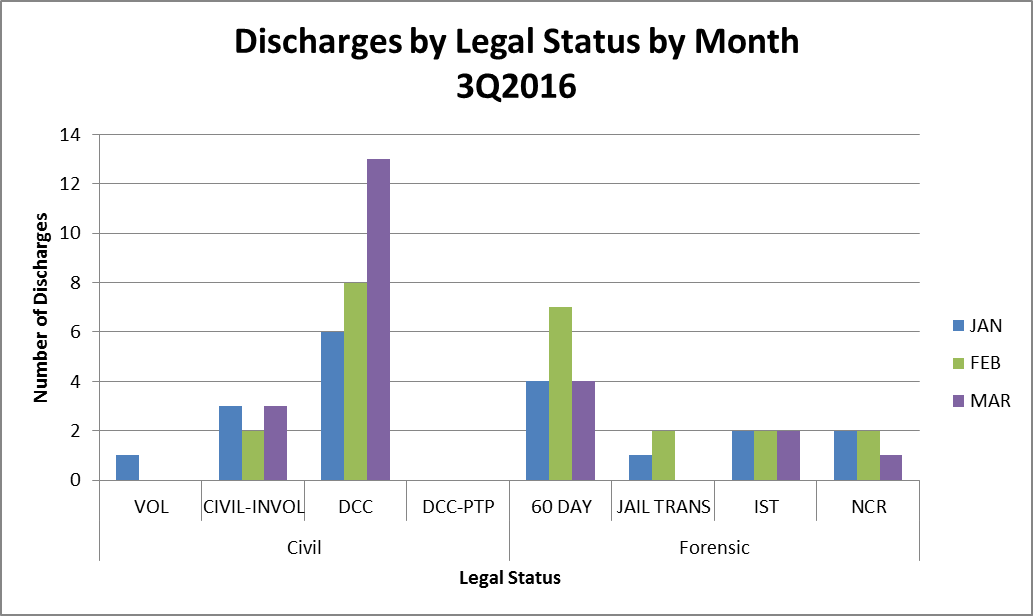 Discharges by Legal Status by Month
3Q2016
14
12
10
8
6
4
2
0
Number of Discharges
VOL CIVIL-INVOL DCC DCC-PTP 60 DAY JAIL TRANS IST NCR
Civil Forensic
Legal Status
JAN
FEB
MAR